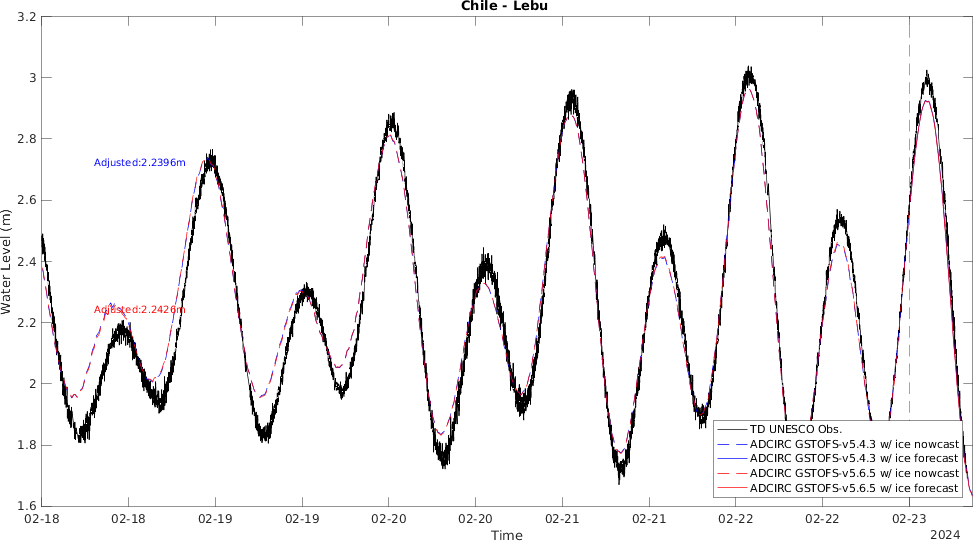 Chile - Lebu
Water Level (m)
3.2
3
2.8
2.6
2.4
2.2
2
1.8
1.6
Adjusted:2.2396m
Adjusted:2.2426m
TD UNESCO Obs.
ADCIRC GSTOFS-v5.4.3 w/ ice nowcast
ADCIRC GSTOFS-v5.4.3 w/ ice forecast
ADCIRC GSTOFS-v5.6.5 w/ ice nowcast
ADCIRC GSTOFS-v5.6.5 w/ ice forecast
02-18 02-18 02-19 02-19 02-20 02-20 02-21 02-21 02-22 02-22 02-23
Time
2024